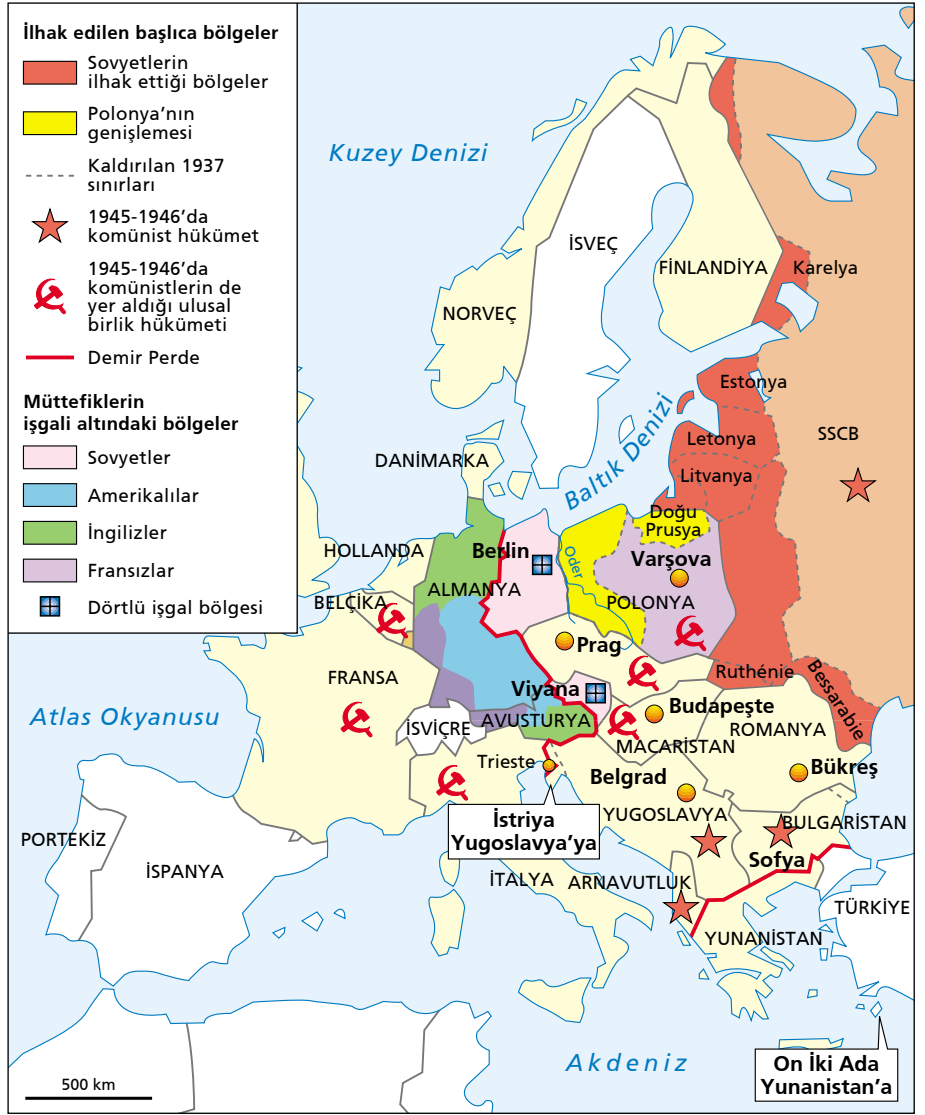 İlhak edilen başlıca bölgeler
Sovyetlerin
ilhak ettiği bölgeler
Polonya’nın
genişlemesi
Kaldırılan 1937
sınırları
1945-1946’da
komünist hükümet
1945-1946’da
komünistlerin de
yer aldığı ulusal
birlik hükümeti
Demir Perde
Müttefiklerin
işgali altındaki bölgeler
Sovyetler
Amerikalılar
İngilizler
Fransızlar
Dörtlü işgal bölgesi
500 km
Kuzey Denizi
İSVEÇ
FİNLANDİYA
Karelya
NORVEÇ
Estonya
Baltık Denizi
Letonya
SSCB
DANİMARKA
Litvanya
Doğu
Prusya
HOLLANDA
Berlin
Oder
Varşova
ALMANYA
BELÇİKA
POLONYA
Prag
FRANSA
Ruthénie
Bessarabie
Viyana
Budapeşte
Atlas Okyanusu
İSVİÇRE
AVUSTURYA
ROMANYA
MACARİSTAN
Trieste
Belgrad
Bükreş
İstriya
Yugoslavya’ya
YUGOSLAVYA
BULGARİSTAN
PORTEKİZ
İSPANYA
Sofya
İTALYA
ARNAVUTLUK
TÜRKİYE
YUNANİSTAN
Akdeniz
On İki Ada
Yunanistan’a